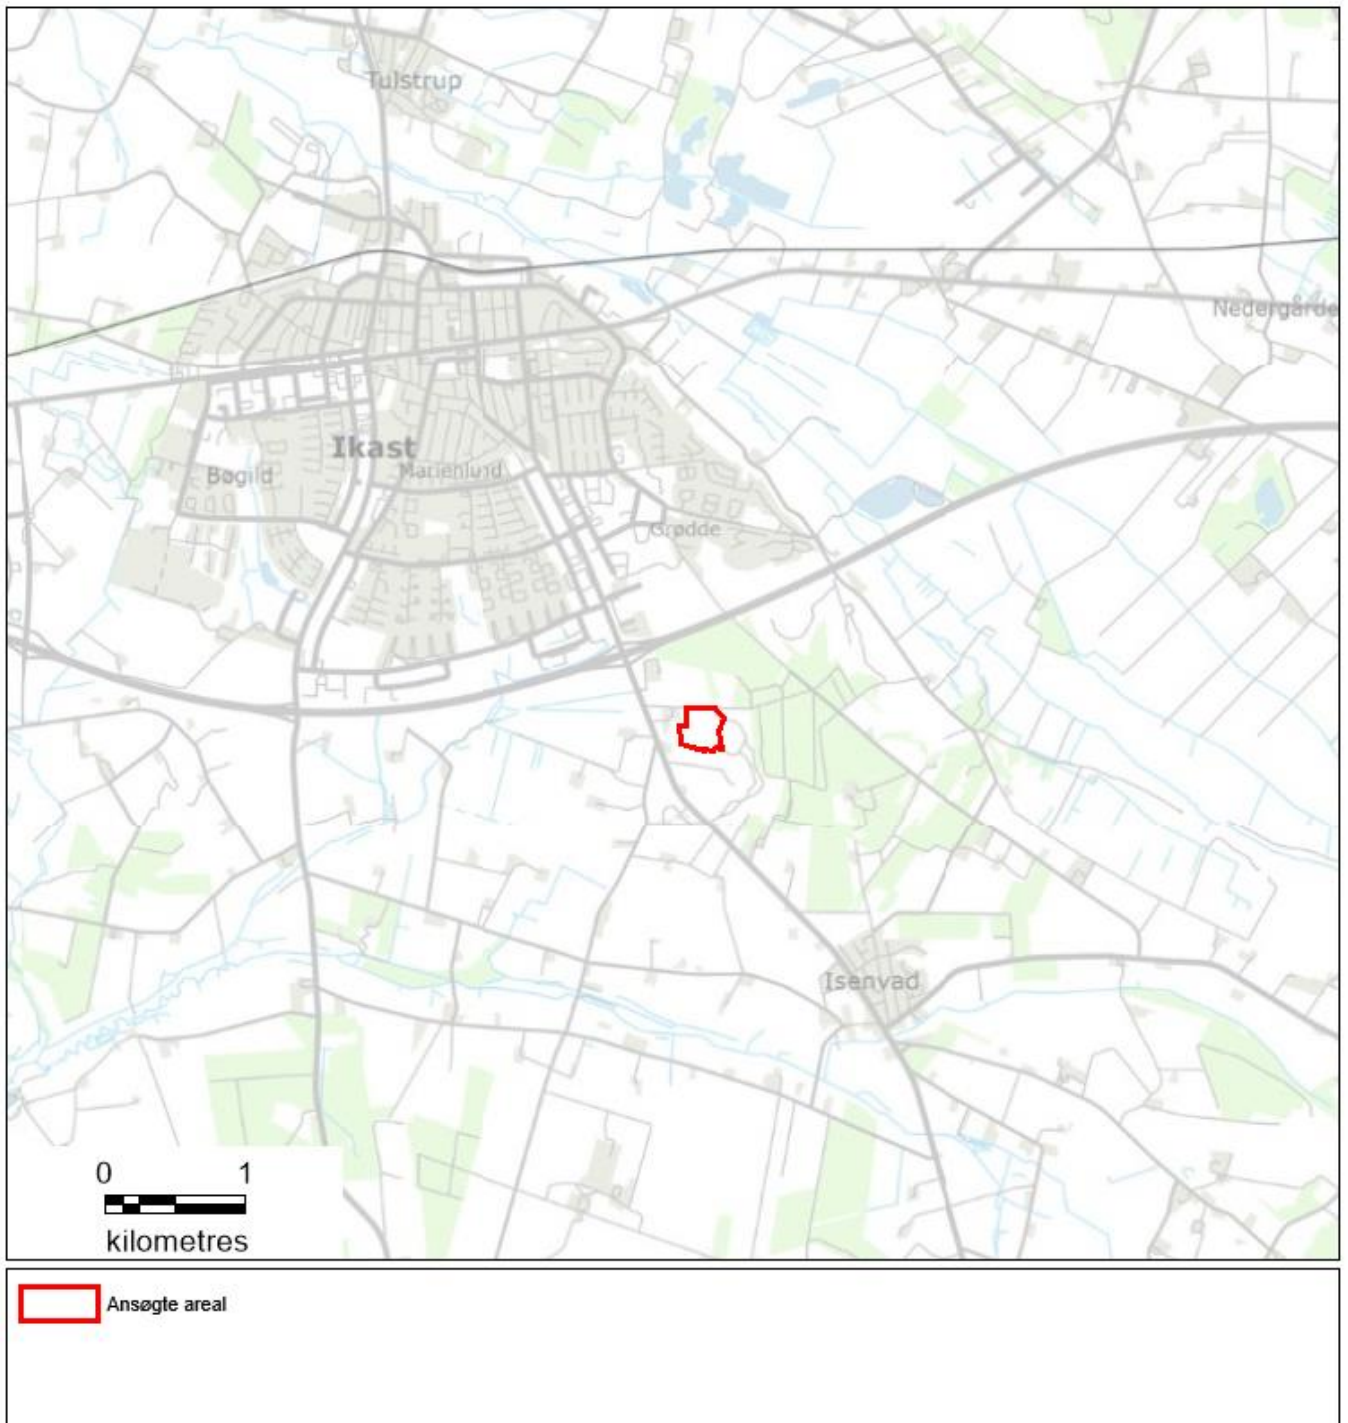 Tulstrup
Nedergårde
Ikast
Bøgild
Marienlund
Grødde
Isenvad
0 1
kilometres
Ansøgte areal